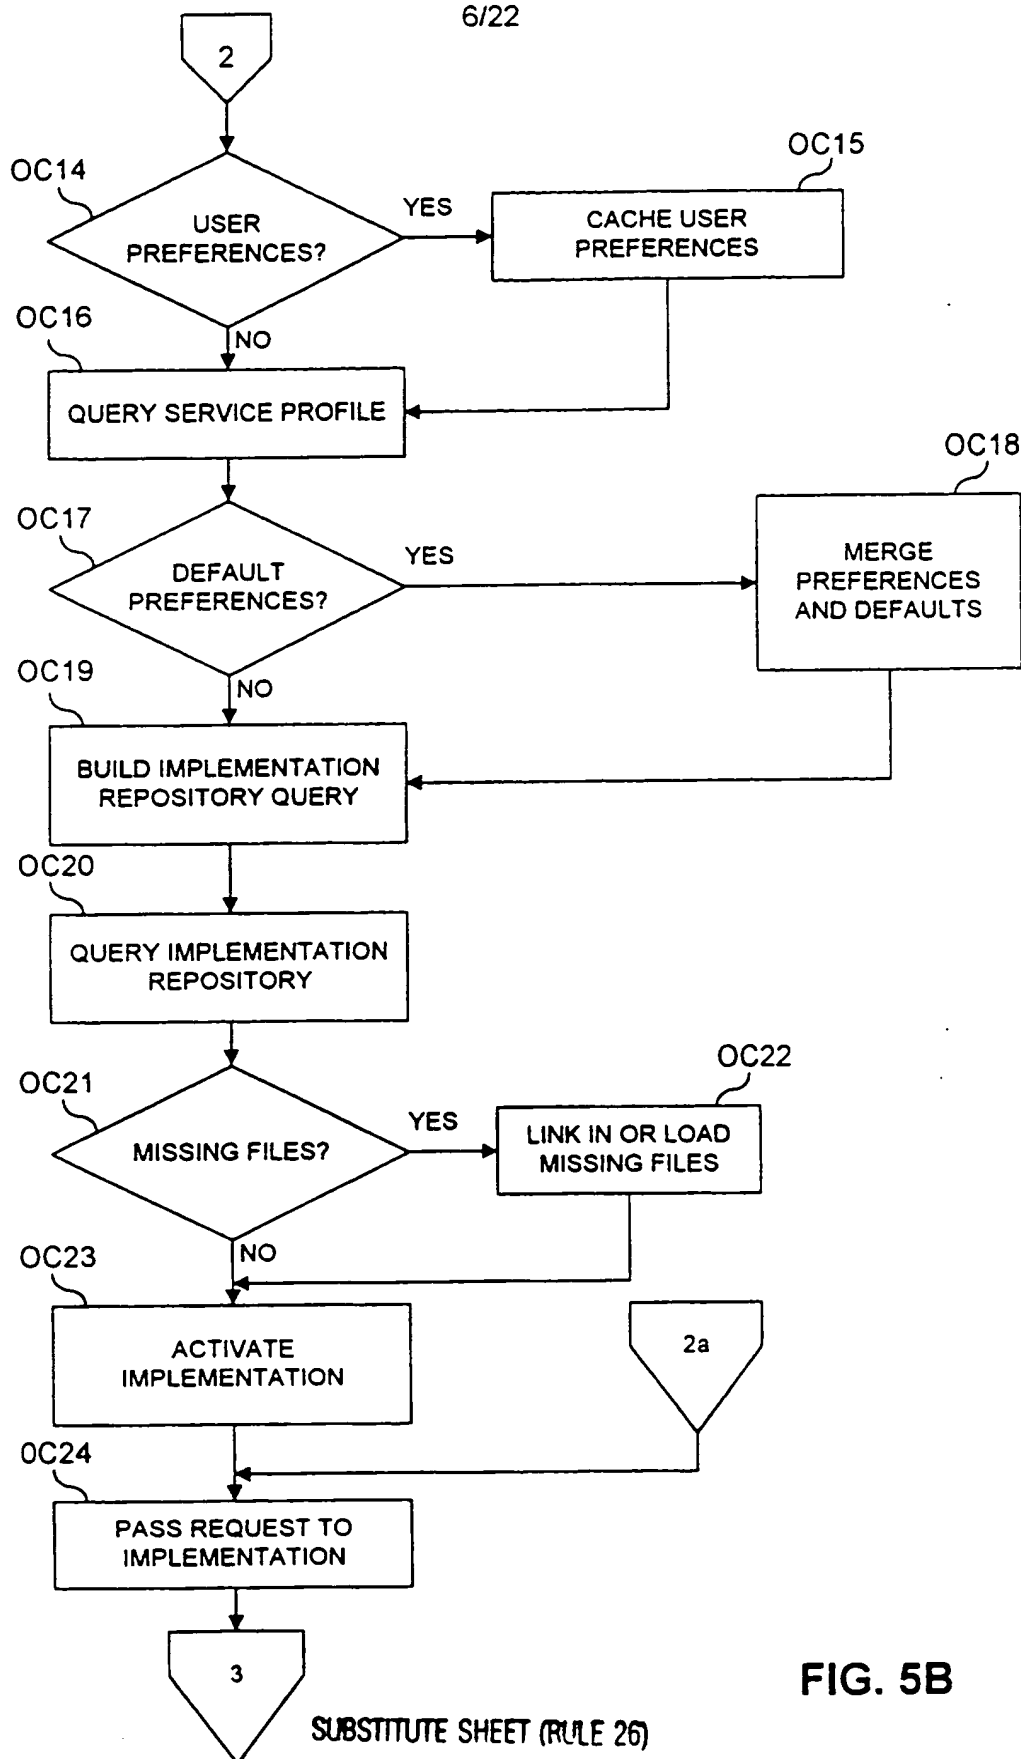 6/22
2
OC14
USER
PREFERENCES?
YES
OC15
CACHE USER
PREFERENCES
NO
OC16
QUERY SERVICE PROFILE
OC17
DEFAULT
PREFERENCES?
YES
OC18
MERGE
PREFERENCES
AND DEFAULTS
NO
OC19
BUILD IMPLEMENTATION
REPOSITORY QUERY
OC20
QUERY IMPLEMENTATION
REPOSITORY
OC21
MISSING FILES?
YES
OC22
LINK IN OR LOAD
MISSING FILES
NO
OC23
ACTIVATE
IMPLEMENTATION
2a
0C24
PASS REQUEST TO
IMPLEMENTATION
3
FIG. 5B
SUBSTITUTE SHEET (RULE 26)